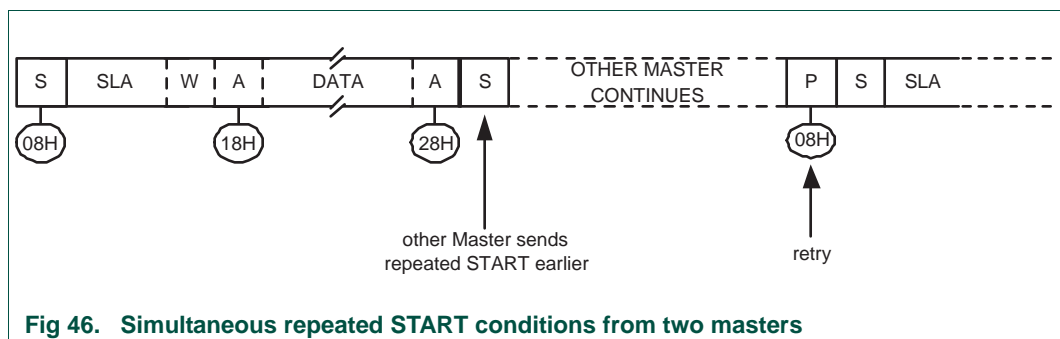 S SLA W A DATA A S OTHER MASTER CONTINUES P S SLA
08H 18H 28H 08H
other Master sends
repeated START earlier
retry
Fig 46. Simultaneous repeated START conditions from two masters